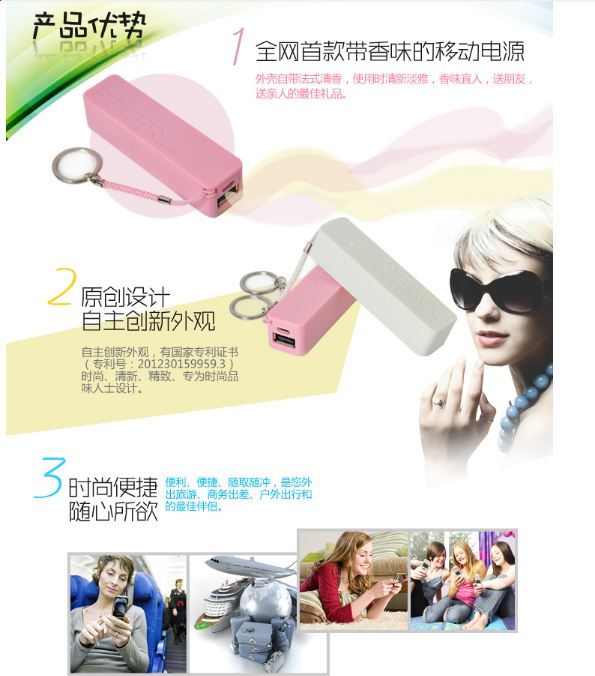 产品优势
1 全网首款带香味的移动电源
外壳自带法式清香，使用时清新淡雅，香味宜人，送朋友，
送亲人的最佳礼品。
POWER
2 原创设计
自主创新外观
自主创新外观，有国家专利证书
（专利号：201230159959.3）
时尚、清新、精致、专为时尚品
味人士设计。
3 时尚便捷
随心所欲
便利、便捷、随取随冲，是您外
出旅游、商务出差、户外出行和
的最佳伴侣。